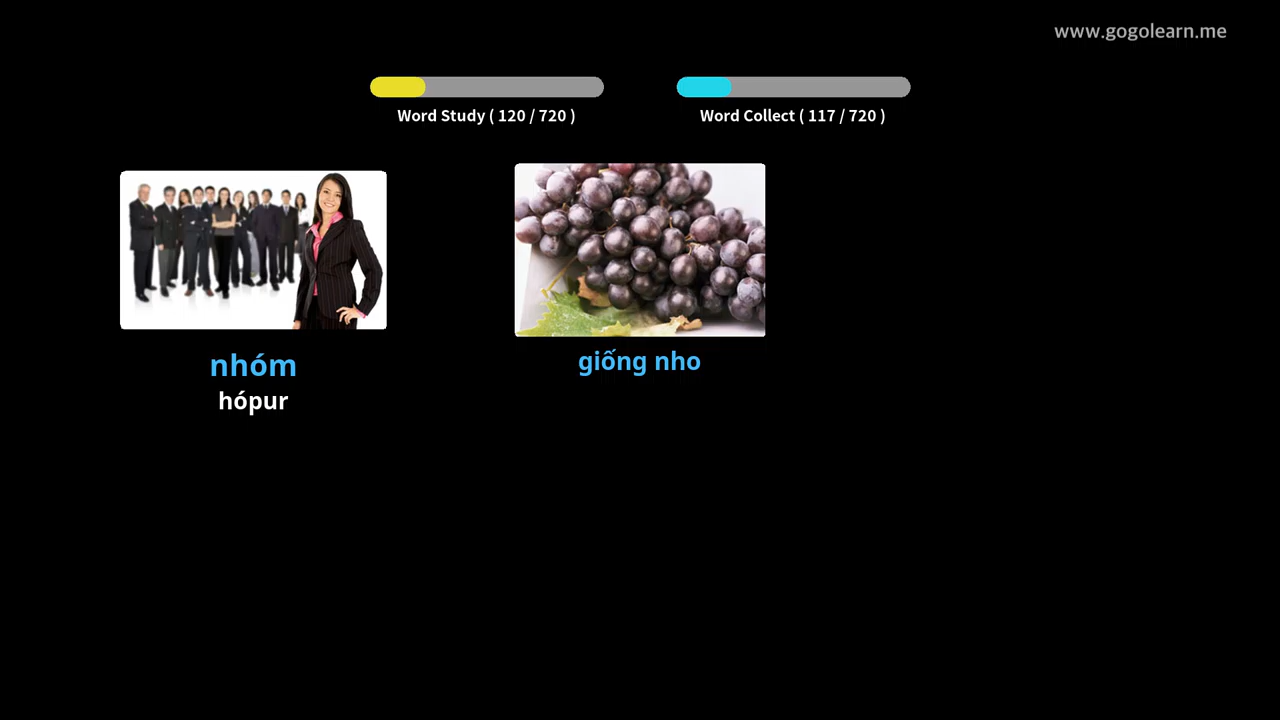 www.gogolearn.me
Word Study ( 120 / 720 )
Word Collect ( 117 / 720 )
nhóm
hópur
giống nho